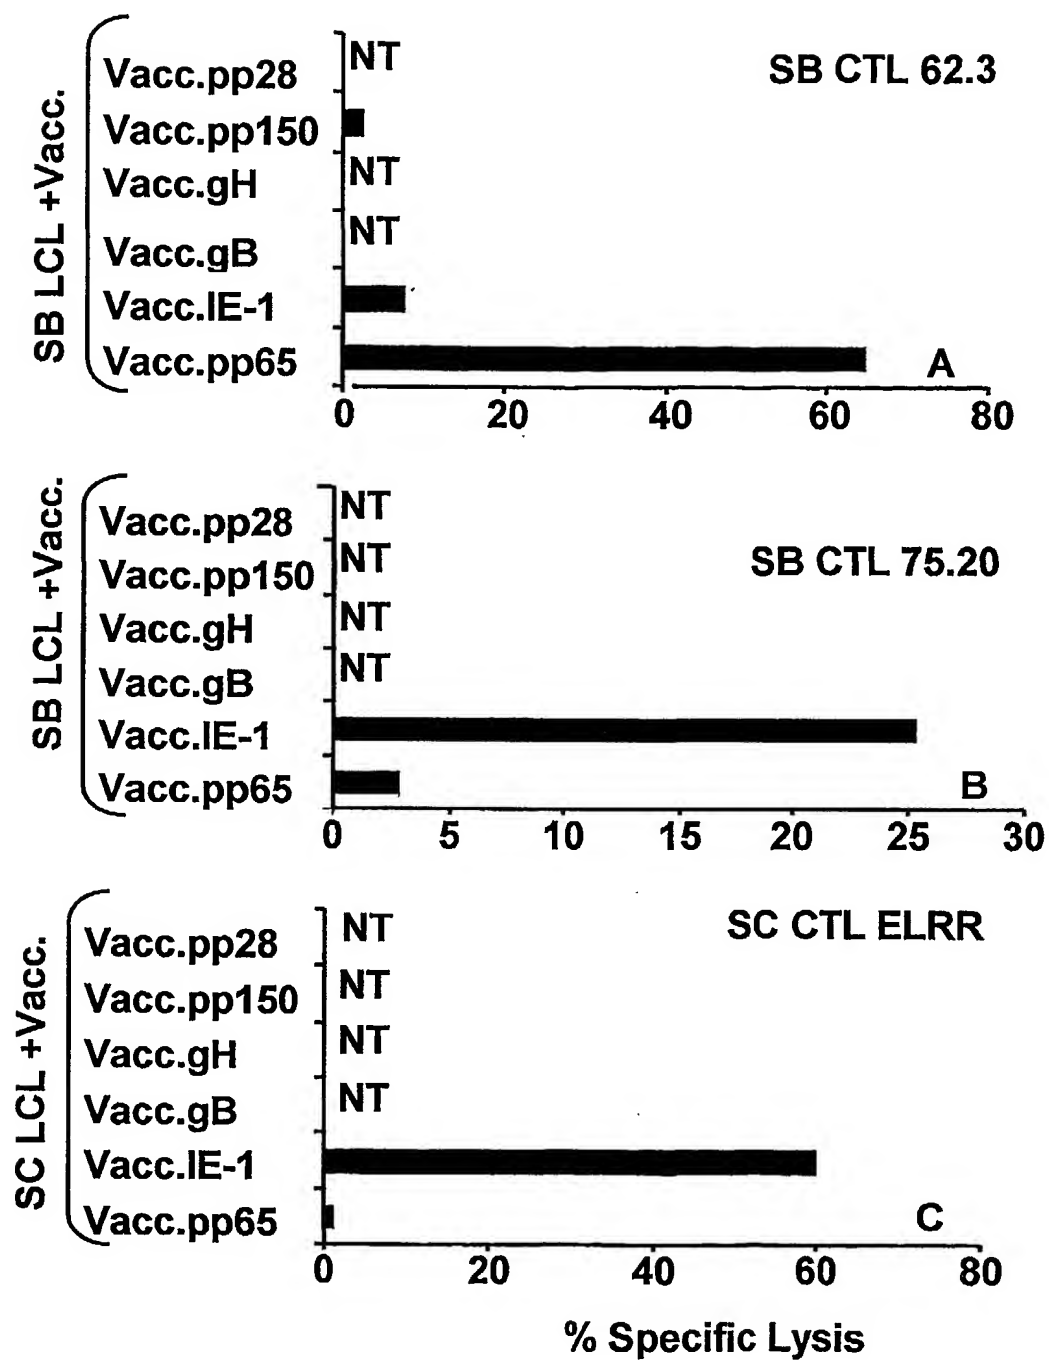 SB LCL +Vacc.
Vacc.pp28 NT SB CTL 62.3
Vacc.pp150
Vacc.gH NT
Vacc.gB NT
Vacc.IE-1
Vacc.pp65 A
0 20 40 60 80
SB LCL +Vacc.
Vacc.pp28 NT
Vacc.pp150 NT SB CTL 75.20
Vacc.gH NT
Vacc.gB NT
Vacc.IE-1
Vacc.pp65 B
0 5 10 15 20 25 30
SC LCL +Vacc.
Vacc.pp28 NT SC CTL ELRR
Vacc.pp150 NT
Vacc.gH NT
Vacc.gB NT
Vacc.IE-1
Vacc.pp65 C
0 20 40 60 80
% Specific Lysis